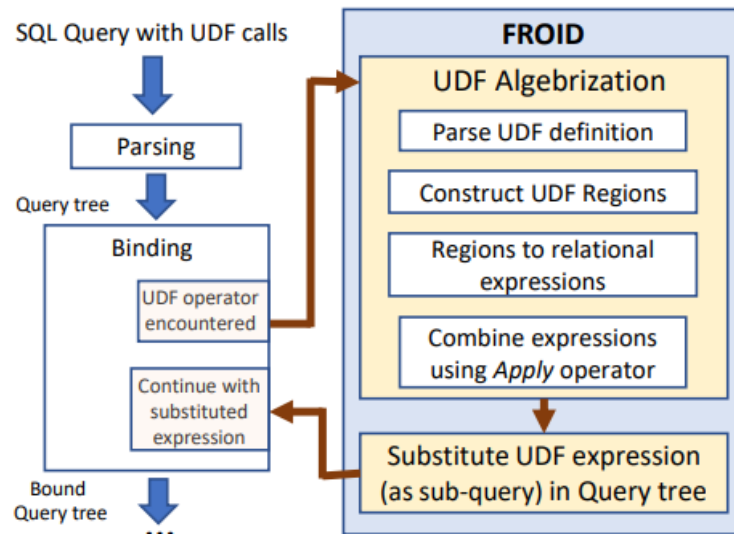 SQL Query with UDF calls
Parsing
Query tree
Binding
UDF operator
encountered
Continue with
substituted
expression
Bound
Query tree
...
FROID
UDF Algebrization
Parse UDF definition
Construct UDF Regions
Regions to relational
expressions
Combine expressions
using Apply operator
Substitute UDF expression
(as sub-query) in Query tree